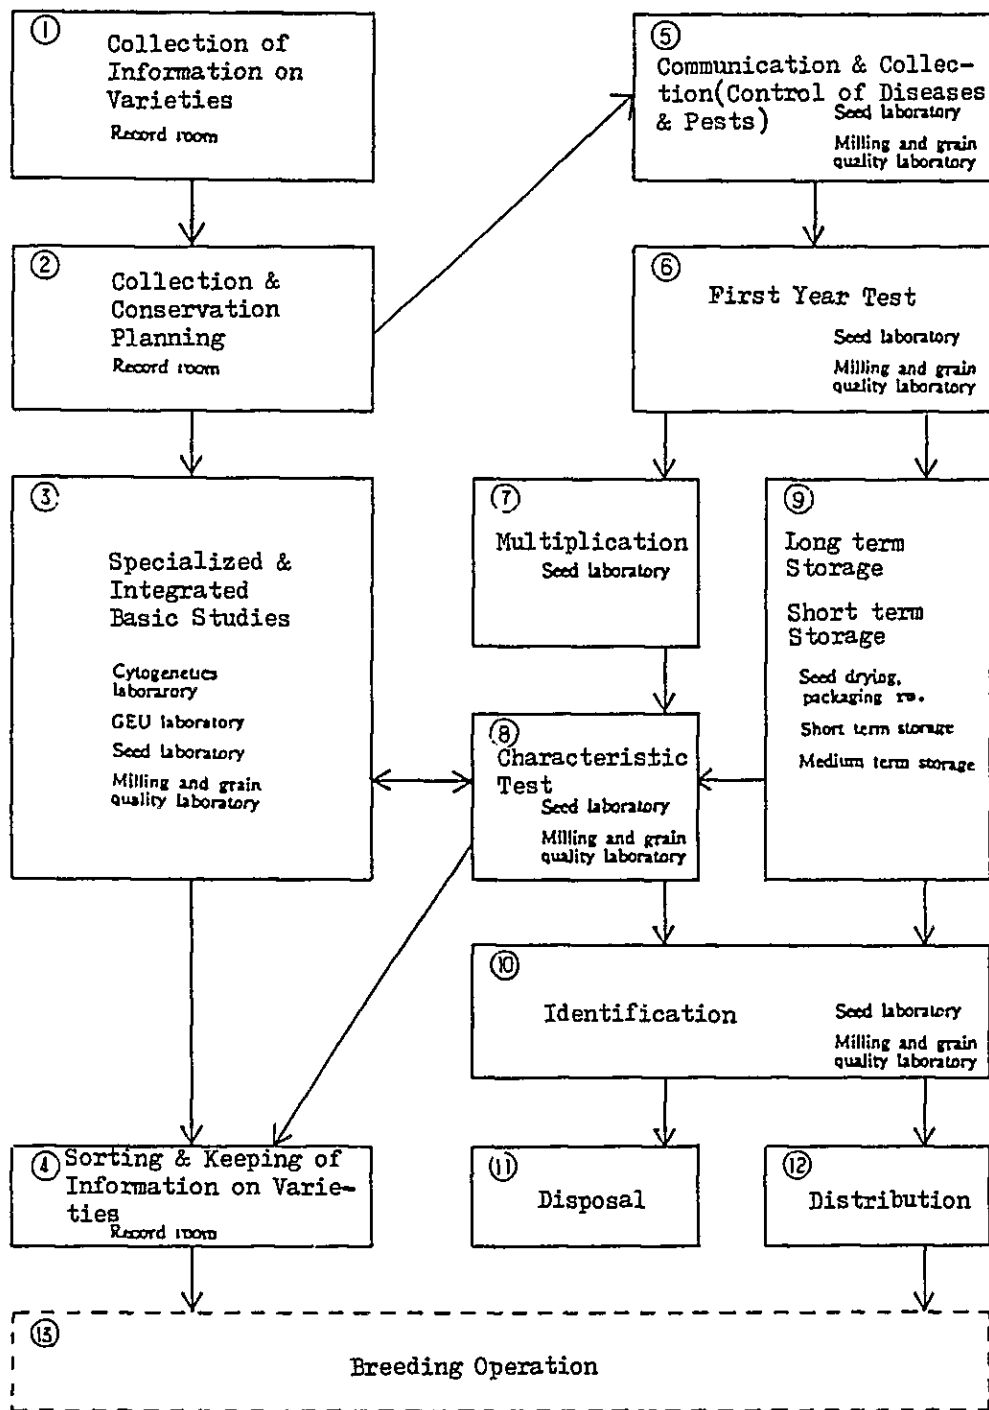 ①
Collection of
Information on
Varieties
Record room
②
Collection &
Conservation
Planning
Record room
③
Specialized &
Integrated
Basic Studies
Cytogenetics
laborarory
GEU laboratory
Seed laboratory
Milling and grain
quality laboratory
④ Sorting & Keeping of
Information on Varie-
ties
Record room
⑤
Communication & Collec-
tion(Control of Diseases
& Pests)
Seed laboratory
Milling and grain
quality laboratory
⑥
First Year Test
Seed laboratory
Milling and grain
quality laboratory
⑦
Multiplication
Seed laboratory
⑧
Characteristic
Test
Seed laboratory
Milling and grain
quality laboratory
⑨
Long term
Storage
Short term
Storage
Seed drying,
packaging rm.
Short term storage
Medium term storage
⑩
Identification
Seed laboratory
Milling and grain
quality laboratory
⑪
Disposal
⑫
Distribution
⑬
Breeding Operation